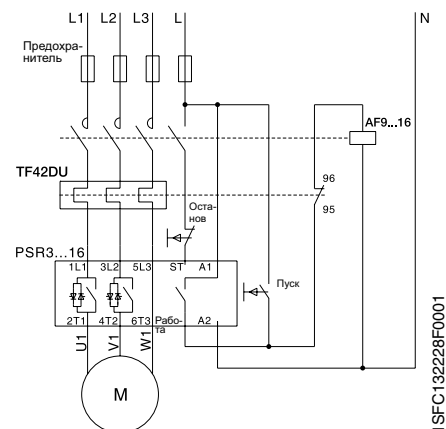 L1 L2 L3 L N
Предохра-
нитель
AF9...16
TF42DU
96
95
Оста-
нов
PSR3...16
1L1 3L2 5L3 ST A1
Пуск
2T1 4T2 6T3 Рабо-
та A2
U1 V1 W1
M
1SFC132228F0001